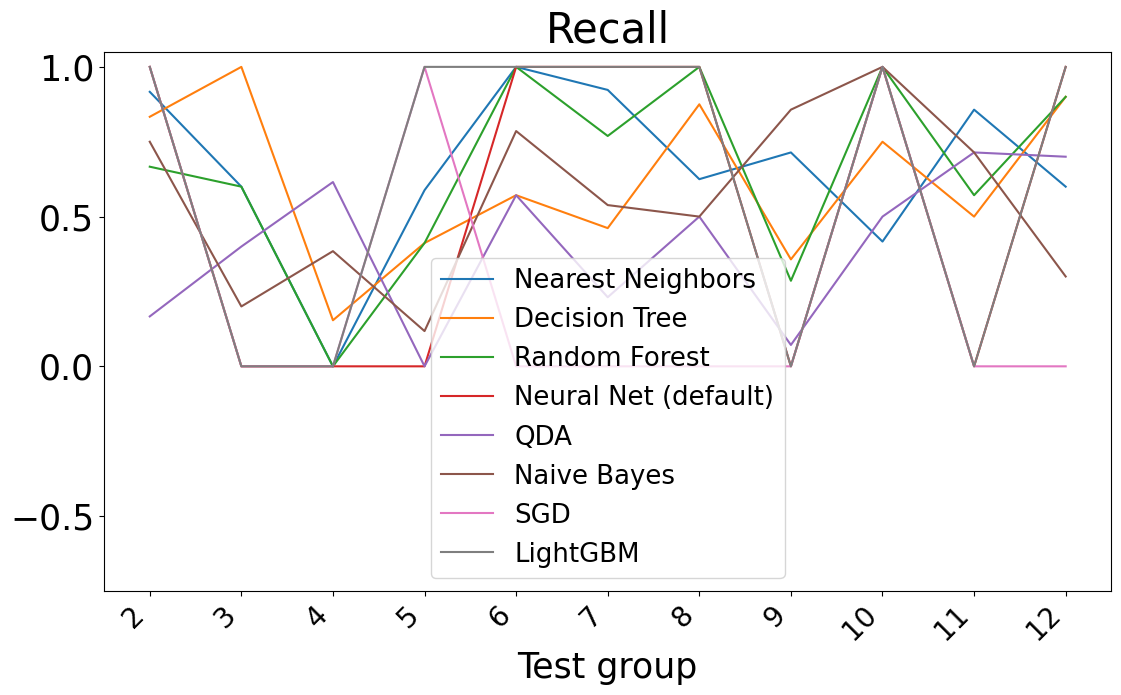 Recall
1.0
0.5
0.0
−0.5
Nearest Neighbors
Decision Tree
Random Forest
Neural Net (default)
QDA
Naive Bayes
SGD
LightGBM
2 3 4 5 6 7 8 9 10 11 12
Test group